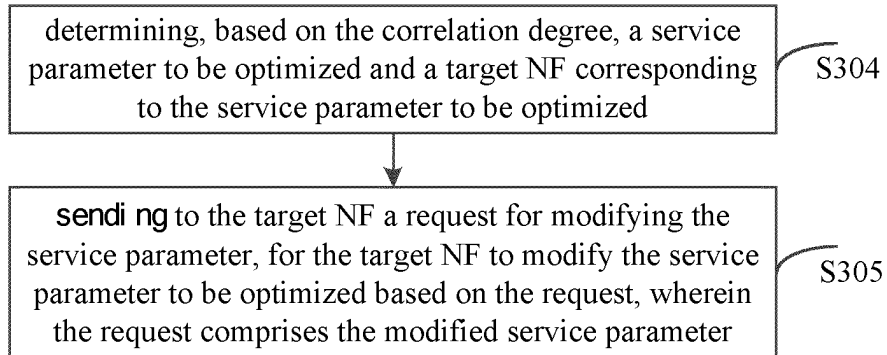 determining, based on the correlation degree, a service
parameter to be optimized and a target NF corresponding
to the service parameter to be optimized
S304
sending to the target NF a request for modifying the
service parameter, for the target NF to modify the service
parameter to be optimized based on the request, wherein
the request comprises the modified service parameter
S305